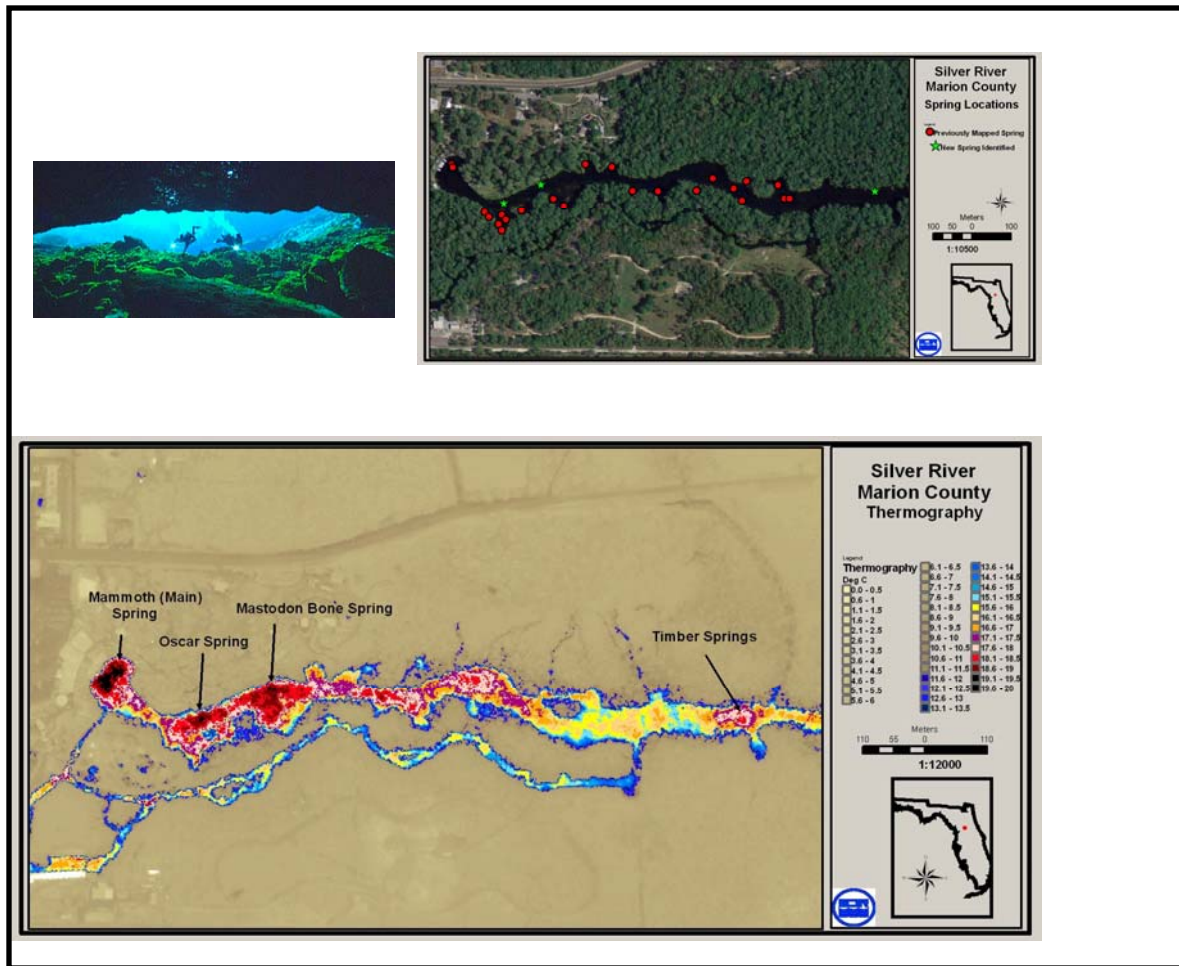 Silver River
Marion County
Spring Locations
Legend
Previously Mapped Spring
New Spring Identified
Meters
100 50 0 100
1:10500
Mammoth (Main)
Spring
Oscar Spring
Mastodon Bone Spring
Timber Springs
Silver River
Marion County
Thermography
Legend
Thermography
Deg C
0.0 - 0.5
0.6 - 1
1.1 - 1.5
1.6 - 2
2.1 - 2.5
2.6 - 3
3.1 - 3.5
3.6 - 4
4.1 - 4.5
4.6 - 5
5.1 - 5.5
5.6 - 6
6.1 - 6.5
6.6 - 7
7.1 - 7.5
7.6 - 8
8.1 - 8.5
8.6 - 9
9.1 - 9.5
9.6 - 10
10.1 - 10.5
10.6 - 11
11.1 - 11.5
11.6 - 12
12.1 - 12.5
12.6 - 13
13.1 - 13.5
13.6 - 14
14.1 - 14.5
14.6 - 15
15.1 - 15.5
15.6 - 16
16.1 - 16.5
16.6 - 17
17.1 - 17.5
17.6 - 18
18.1 - 18.5
18.6 - 19
19.1 - 19.5
19.6 - 20
Meters
110 55 0 110
1:12000